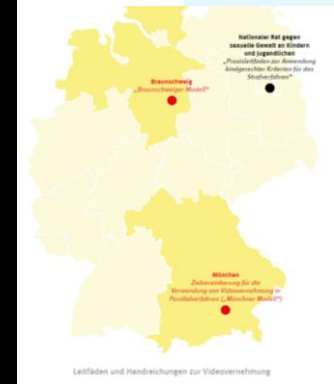 Nationaler Rat gegen
sexuelle Gewalt an Kindern
und Jugendlichen
„Praxisleitfaden zur Anwendung
kindgerechter Kriterien für das
Strafverfahren“
Braunschweig
„Braunschweiger Modell“
München
Zielvereinbarung für die
Verwendung von Videovernehmung in
Parallelverfahren („Münchner Modell“)
Leitfäden und Handreichungen zur Videovernehmung